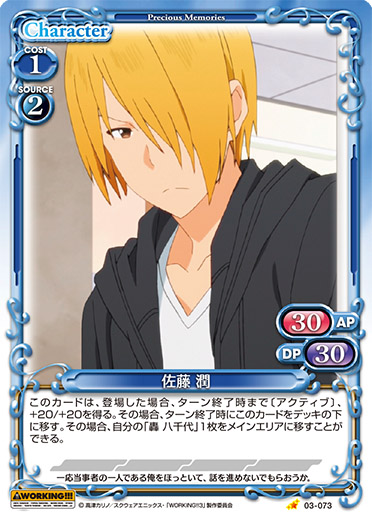 Precious Memories
Character
COST
1
SOURCE
2
30 AP
DP 30
佐藤 潤
このカードは、登場した場合、ターン終了時まで〔アクティブ〕、
+20/+20を得る。その場合、ターン終了時にこのカードをデッキの下
に移す。その場合、自分の「轟 八千代」1枚をメインエリアに移すことが
できる。
一応当事者の一人である俺をほっといて、話を進めないでもらおうか。
WORKING!!!
© 高津カリノ/スクウェアエニックス・「WORKING!!3」製作委員会
03-073